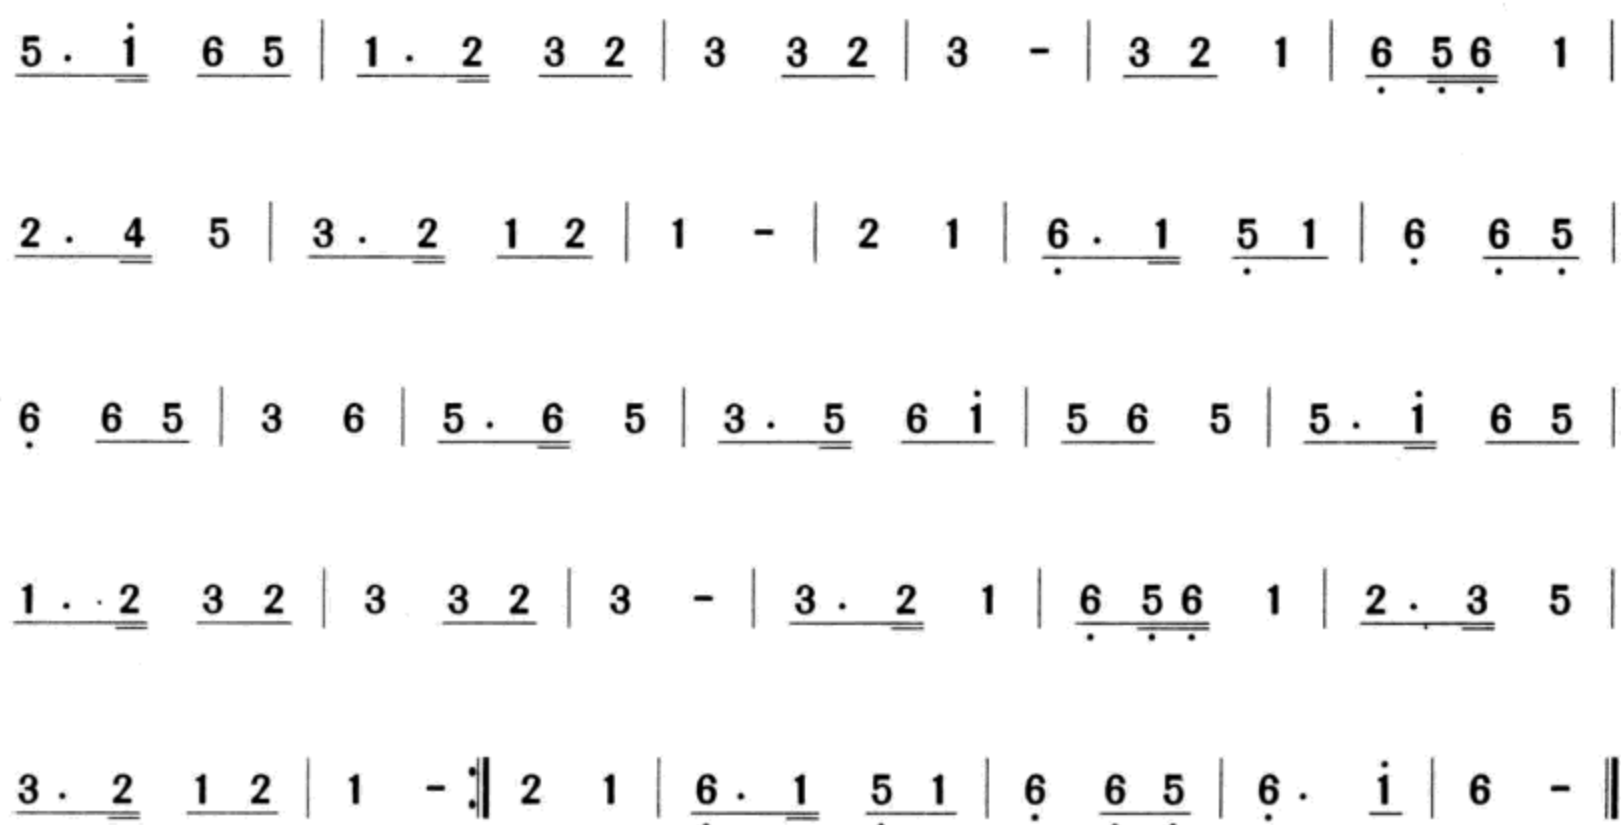 5 . i̇ 6 5 | 1 . 2 3 2 | 3 3 2 | 3 - | 3 2 1 | 6̣ 5̣ 6̣ 1 |
2 . 4 5 | 3 . 2 1 2 | 1 - | 2 1 | 6̣ . 1 5̣ 1 | 6̣ 6̣ 5̣ |
6̣ 6 5 | 3 6 | 5 . 6 5 | 3 . 5 6 i̇ | 5 6 5 | 5 . i̇ 6 5 |
1 . 2 3 2 | 3 3 2 | 3 - | 3 . 2 1 | 6̣ 5̣ 6̣ 1 | 2 . 3 5 |
3 . 2 1 2 | 1 - :‖ 2 1 | 6̣ . 1 5̣ 1 | 6̣ 6̣ 5̣ | 6̣ . i̇ | 6 - ‖